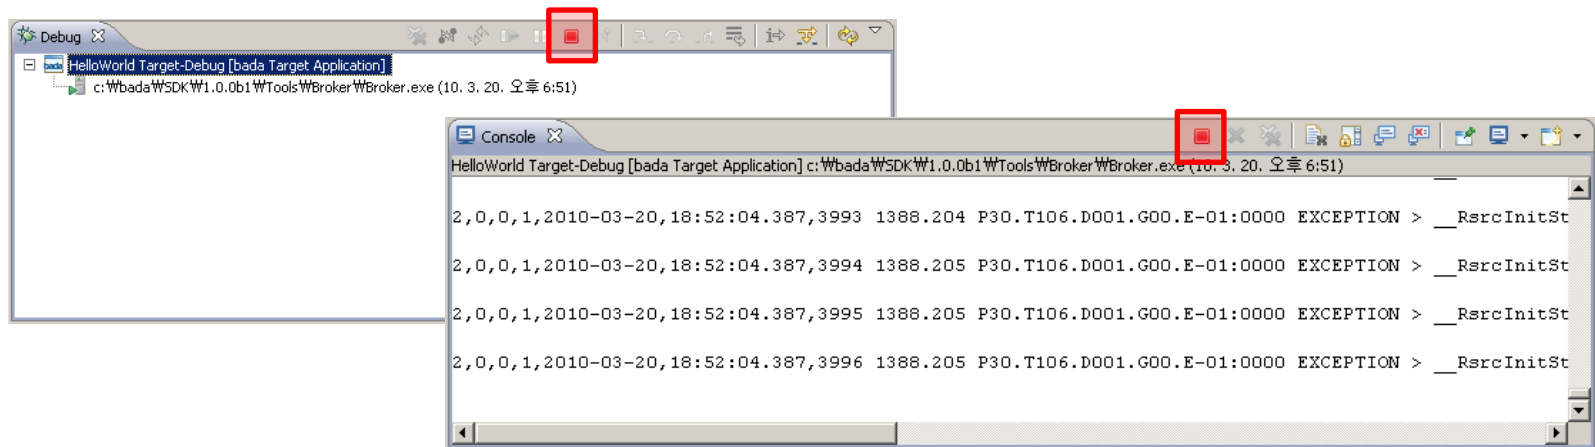 Debug
bada HelloWorld Target-Debug [bada Target Application]
c:₩bada₩SDK₩1.0.0b1₩Tools₩Broker₩Broker.exe (10. 3. 20. 오후 6:51)
Console
HelloWorld Target-Debug [bada Target Application] c:₩bada₩SDK₩1.0.0b1₩Tools₩Broker₩Broker.exe (10. 3. 20. 오후 6:51)
2,0,0,1,2010-03-20,18:52:04.387,3993 1388.204 P30.T106.D001.G00.E-01:0000 EXCEPTION > __RsrcInitSt
2,0,0,1,2010-03-20,18:52:04.387,3994 1388.205 P30.T106.D001.G00.E-01:0000 EXCEPTION > __RsrcInitSt
2,0,0,1,2010-03-20,18:52:04.387,3995 1388.205 P30.T106.D001.G00.E-01:0000 EXCEPTION > __RsrcInitSt
2,0,0,1,2010-03-20,18:52:04.387,3996 1388.205 P30.T106.D001.G00.E-01:0000 EXCEPTION > __RsrcInitSt